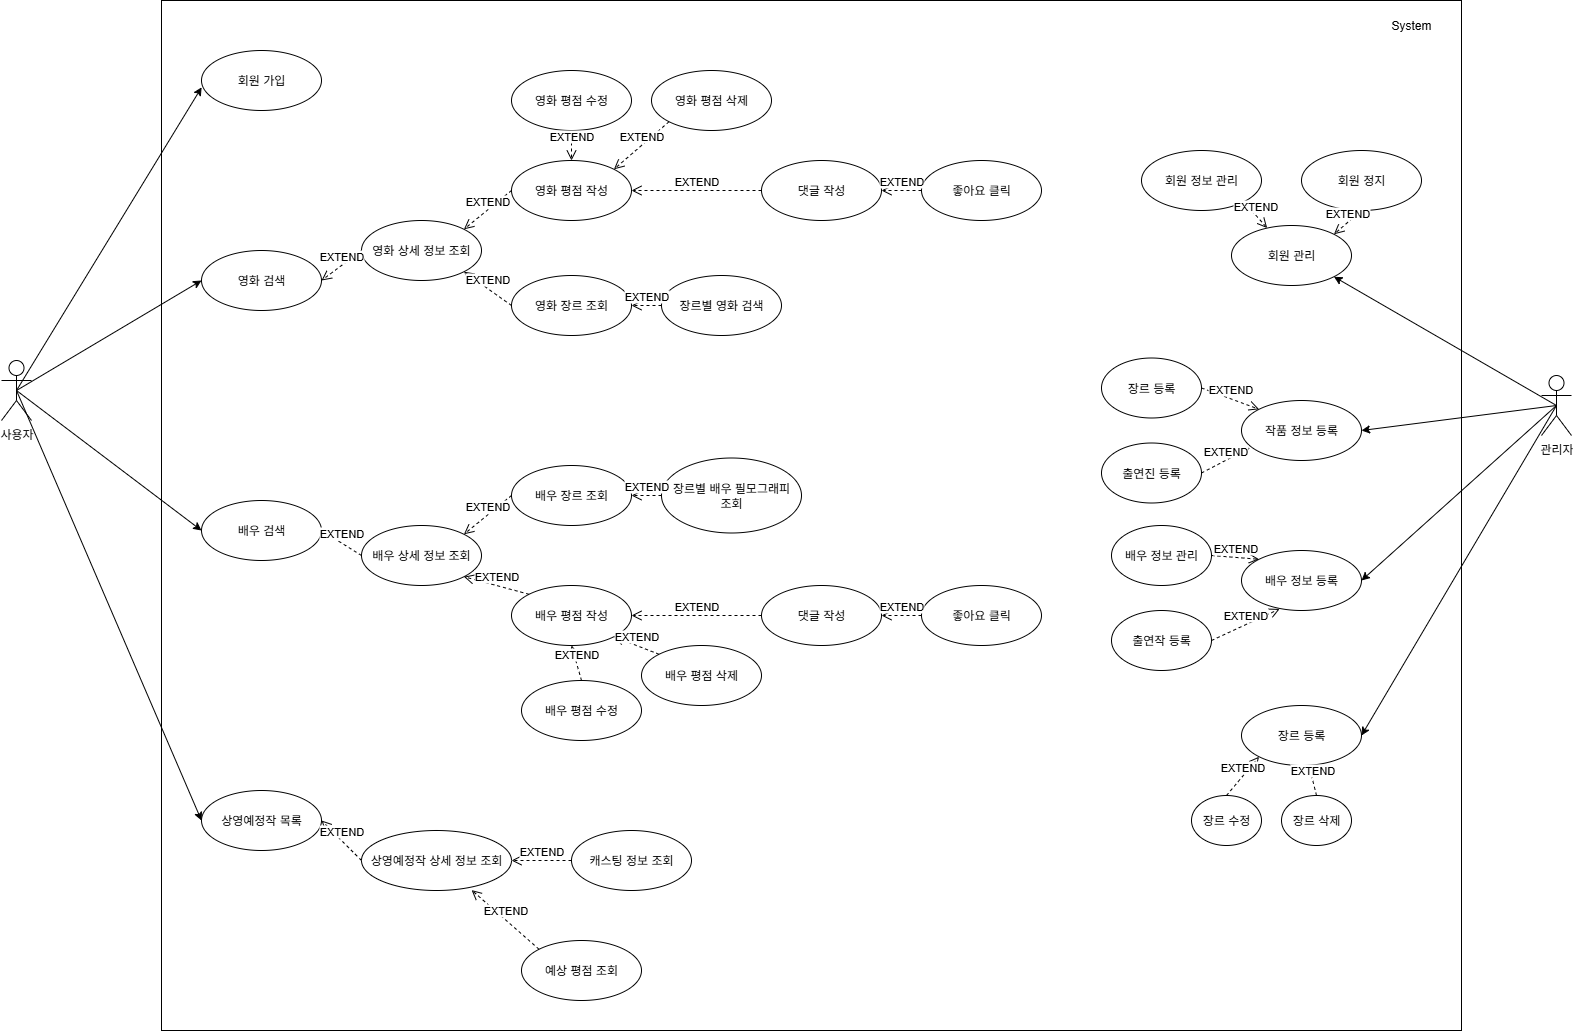 System
회원 가입
영화 평점 수정
영화 평점 삭제
EXTEND
EXTEND
영화 평점 작성
EXTEND
댓글 작성
EXTEND
좋아요 클릭
회원 정보 관리
회원 정지
EXTEND
EXTEND
회원 관리
EXTEND
영화 상세 정보 조회
EXTEND
영화 검색
EXTEND
영화 장르 조회
EXTEND
장르별 영화 검색
사용자
관리자
장르 등록
EXTEND
작품 정보 등록
출연진 등록
EXTEND
배우 검색
EXTEND
배우 상세 정보 조회
EXTEND
배우 장르 조회
EXTEND
장르별 배우 필모그래피
조회
EXTEND
배우 평점 작성
EXTEND
댓글 작성
EXTEND
좋아요 클릭
EXTEND
EXTEND
배우 평점 삭제
배우 평점 수정
배우 정보 관리
EXTEND
배우 정보 등록
EXTEND
출연작 등록
장르 등록
EXTEND
EXTEND
장르 수정
장르 삭제
상영예정작 목록
EXTEND
상영예정작 상세 정보 조회
EXTEND
캐스팅 정보 조회
EXTEND
예상 평점 조회